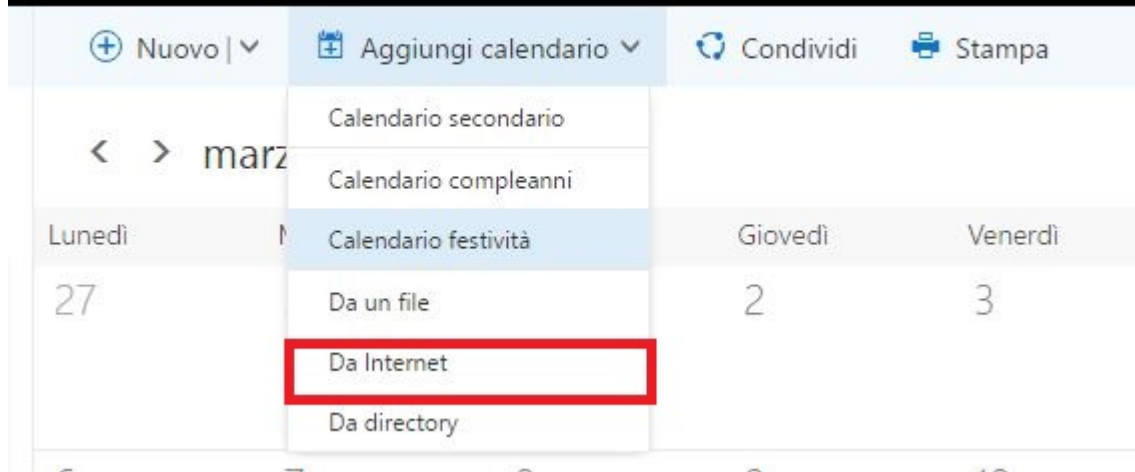 Nuovo | Aggiungi calendario Condividi Stampa
Calendario secondario
< > marz
Calendario compleanni
Lunedì M Calendario festività Giovedì Venerdì
27 Da un file 2 3
Da Internet
Da directory